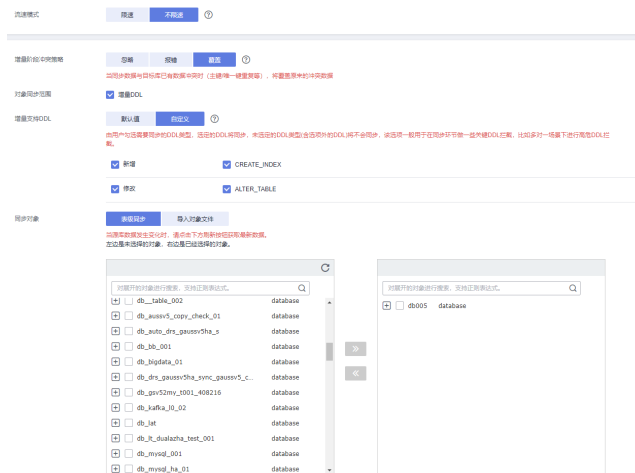 流速模式 限速 不限速
增量阶段冲突策略 忽略 报错 覆盖
当同步数据与目标库已有数据冲突时（主键/唯一键重复等），将覆盖原来的冲突数据
对象同步范围 增量DDL
增量支持DDL 默认值 自定义
由用户勾选需要同步的DDL类型，选定的DDL将同步，未选定的DDL类型(含选项外的DDL)将不会同步，该选项一般用于在同步环节做一些关键DDL拦截，比如多对一场景下进行高危DDL拦
截。
新增 CREATE_INDEX
修改 ALTER_TABLE
同步对象 表级同步 导入对象文件
当源库数据发生变化时，请点击下方刷新按钮获取最新数据。
左边是未选择的对象，右边是已经选择的对象。
对展开的对象进行搜索，支持正则表达式。
db__table_002 database
db_aussv5_copy_check_01 database
db_auto_drs_gaussv5ha_s database
db_bb_001 database
db_bigdata_01 database
db_drs_gaussv5ha_sync_gaussv5_c... database
db_gsv52my_t001_408216 database
db_kafka_l0_02 database
db_lat database
db_lt_dualazha_test_001 database
db_mysql_001 database
db_mysql_ha_01 database
对展开的对象进行搜索，支持正则表达式。
db005 database